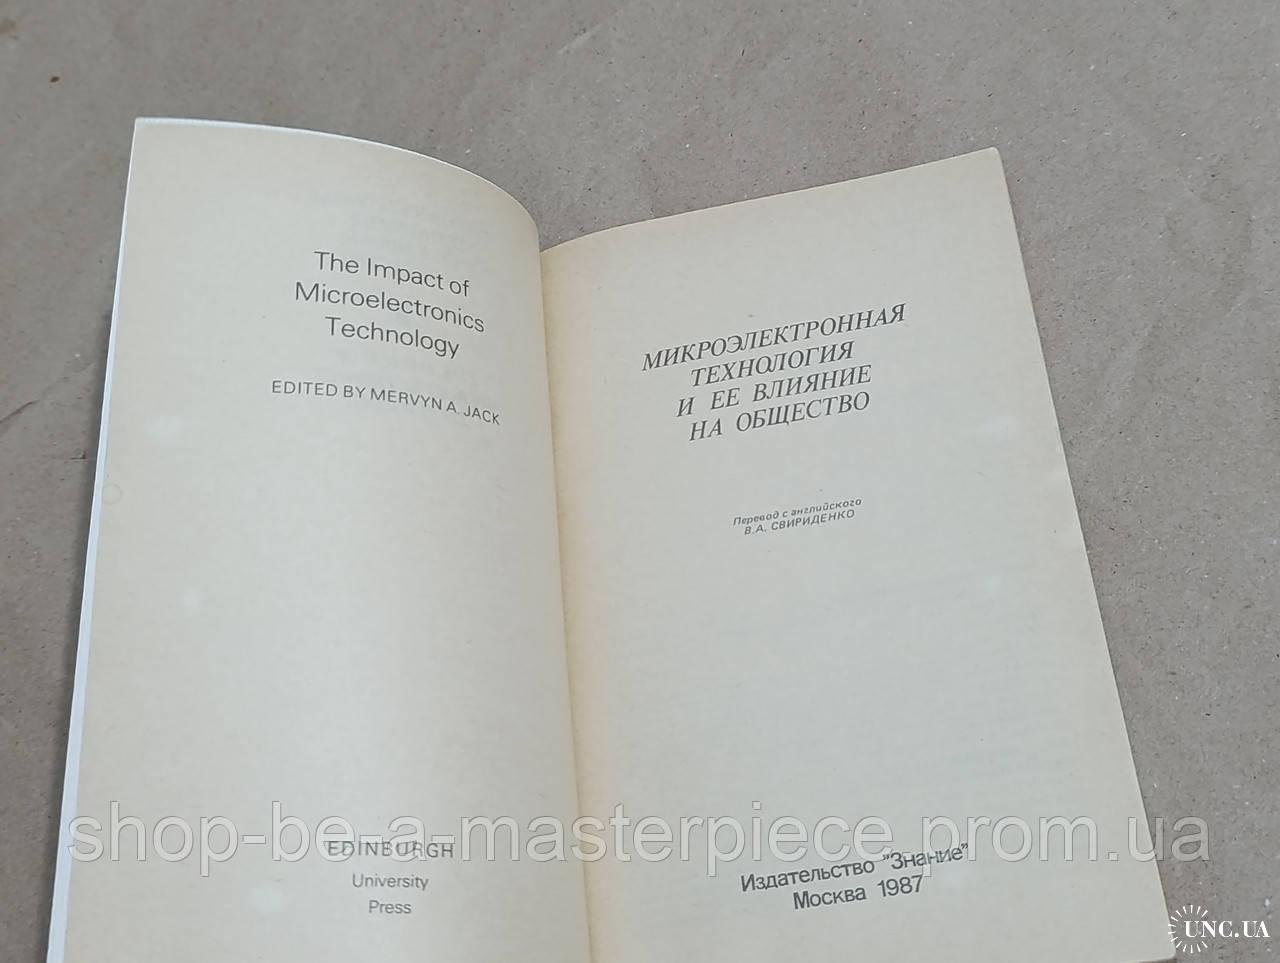 The Impact of
Microelectronics
Technology
EDITED BY MERVYN A. JACK
EDINBURGH
University
Press
МИКРОЭЛЕКТРОННАЯ
ТЕХНОЛОГИЯ
И ЕЕ ВЛИЯНИЕ
НА ОБЩЕСТВО
Перевод с английского
В.А. СВИРИДЕНКО
Издательство "Знание"
Москва 1987
shop-be-a-masterpiece.prom.ua
UNC.UA